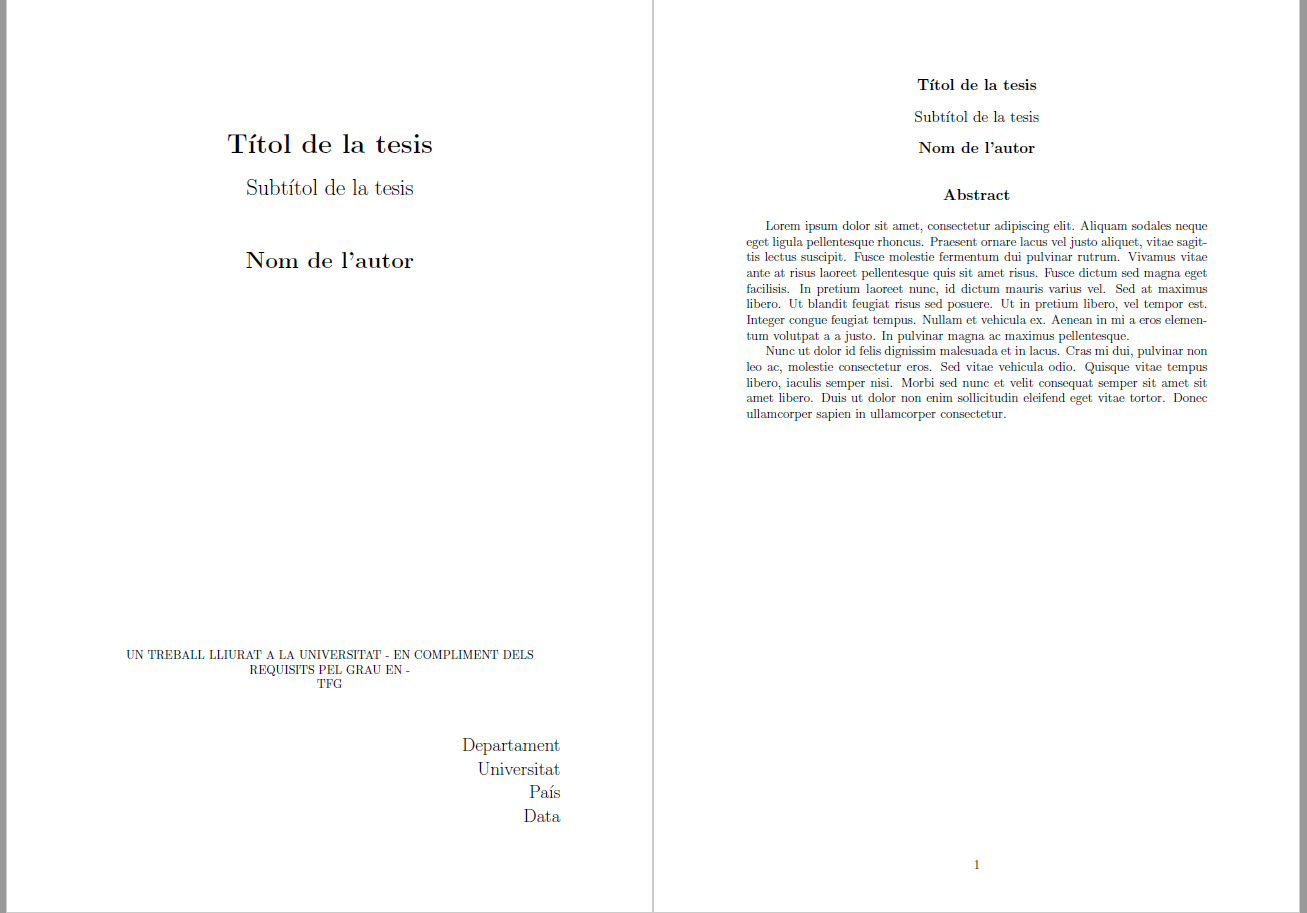 Títol de la tesis
Subtítol de la tesis
Nom de l'autor
UN TREBALL LLIURAT A LA UNIVERSITAT - EN COMPLIMENT DELS
REQUISITS PEL GRAU EN -
TFG
Departament
Universitat
País
Data
Títol de la tesis
Subtítol de la tesis
Nom de l'autor
Abstract
Lorem ipsum dolor sit amet, consectetur adipiscing elit. Aliquam sodales neque
eget ligula pellentesque rhoncus. Praesent ornare lacus vel justo aliquet, vitae sagit-
tis lectus suscipit. Fusce molestie fermentum dui pulvinar rutrum. Vivamus vitae
ante at risus laoreet pellentesque quis sit amet risus. Fusce dictum sed magna eget
facilisis. In pretium laoreet nunc, id dictum mauris varius vel. Sed at maximus
libero. Ut blandit feugiat risus sed posuere. Ut in pretium libero, vel tempor est.
Integer congue feugiat tempus. Nullam et vehicula ex. Aenean in mi a eros elemen-
tum volutpat a a justo. In pulvinar magna ac maximus pellentesque.
Nunc ut dolor id felis dignissim malesuada et in lacus. Cras mi dui, pulvinar non
leo ac, molestie consectetur eros. Sed vitae vehicula odio. Quisque vitae tempus
libero, iaculis semper nisi. Morbi sed nunc et velit consequat semper sit amet sit
amet libero. Duis ut dolor non enim sollicitudin eleifend eget vitae tortor. Donec
ullamcorper sapien in ullamcorper consectetur.
1